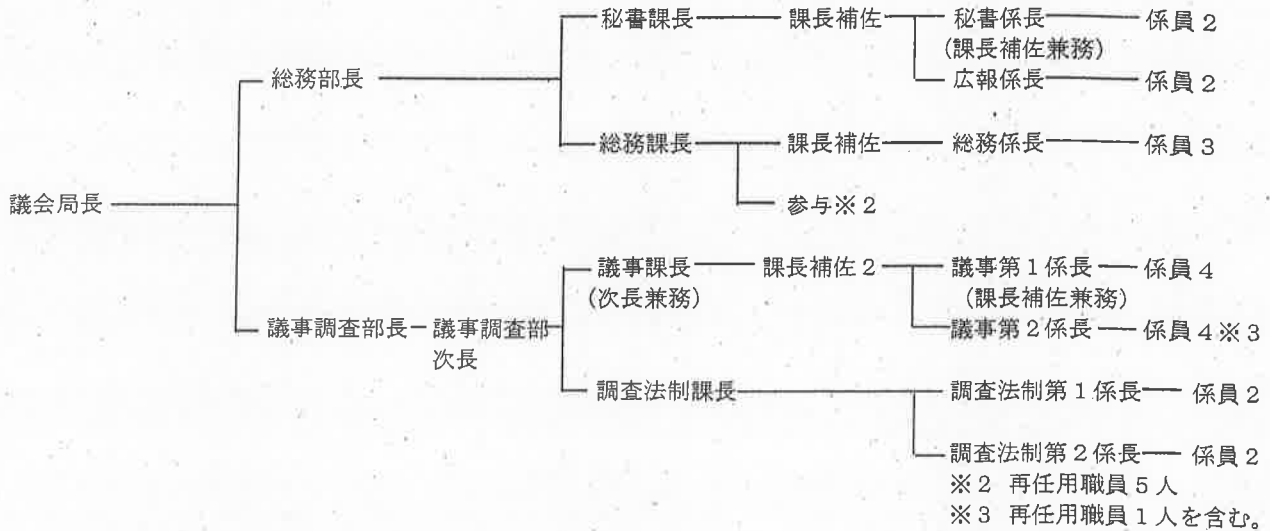 秘書課長 課長補佐 秘書係長 係員2
(課長補佐兼務)
総務部長 広報係長 係員2
総務課長 課長補佐 総務係長 係員3
議会局長 参与※2
議事課長 課長補佐2 議事第1係長 係員4
(次長兼務) (課長補佐兼務)
議事調査部長 議事調査部 議事第2係長 係員4※3
次長
調査法制課長 調査法制第1係長 係員2
調査法制第2係長 係員2
※2 再任用職員5人
※3 再任用職員1人を含む。